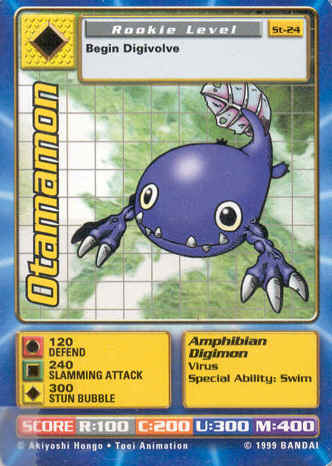 Rookie Level
St-24
Begin Digivolve
Otamamon
120
DEFEND
240
SLAMMING ATTACK
300
STUN BUBBLE
Amphibian
Digimon
Virus
Special Ability: Swim
SCORE R:100 C:200 U:300 M:400
© Akiyoshi Hongo • Toei Animation © 1999 BANDAI